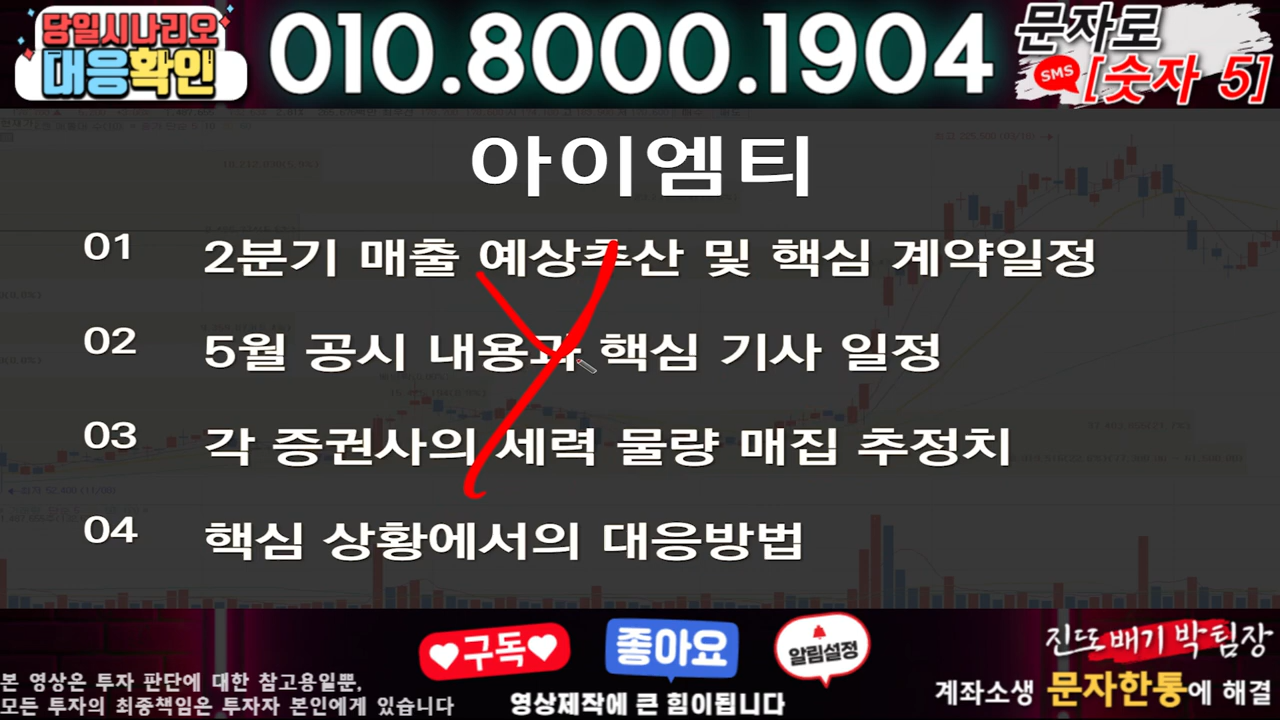 당일시나리오
대응확인
010.8000.1904
문자로
SMS
[숫자 5]
아이엠티
01 2분기 매출 예상추산 및 핵심 계약일정
02 5월 공시 내용과 핵심 기사 일정
03 각 증권사의 세력 물량 매집 추정치
04 핵심 상황에서의 대응방법
구독
좋아요
알림설정
영상제작에 큰 힘이됩니다
본 영상은 투자 판단에 대한 참고용일뿐,
모든 투자의 최종책임은 투자자 본인에게 있습니다
진또배기 박팀장
계좌소생 문자한통에 해결